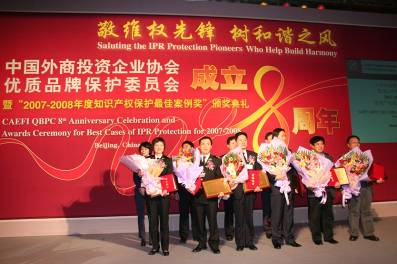 敬维权先锋 树和谐之风
Saluting the IPR Protection Pioneers Who Help Build Harmony
中国外商投资企业协会
优质品牌保护委员会
成立8周年
暨"2007-2008年度知识产权保护最佳案例奖"颁奖典礼
CAEFI QBPC 8th Anniversary Celebration and
Awards Ceremony for Best Cases of IPR Protection for 2007-2008
Beijing, China